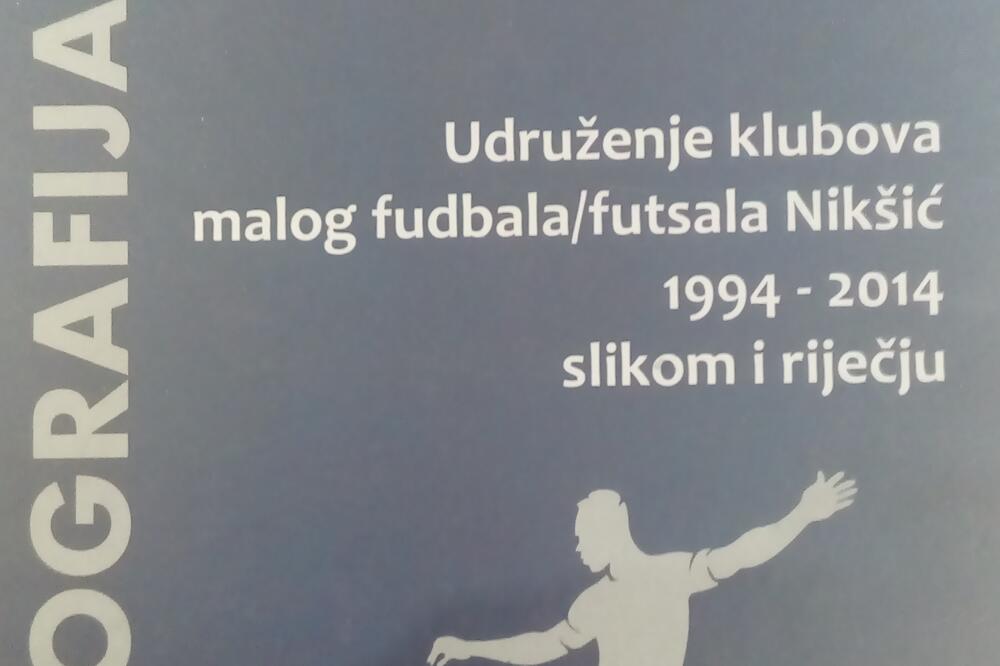 OGRAFIJA
Udruženje klubova
malog fudbala/futsala Nikšić
1994 - 2014
slikom i riječju